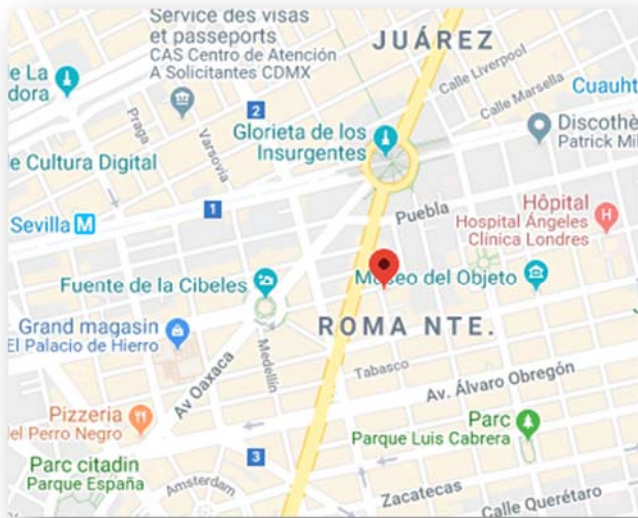 Service des visas
et passeports
CAS Centro de Atención
A Solicitantes CDMX
JUÁREZ
Calle Liverpool
Calle Marsella
Cuauht
de La
dora
2
Praga
Varsovia
Glorieta de los
Insurgentes
Discothè
Patrick Mil
e Cultura Digital
1
Sevilla M
Puebla
Hôpital
Hospital Ángeles
Clínica Londres
H
Fuente de la Cibeles
Museo del Objeto
Grand magasin
El Palacio de Hierro
ROMA NTE.
Medellín
Tabasco
Av Oaxaca
Av. Álvaro Obregón
Pizzeria
del Perro Negro
Parc
Parque Luis Cabrera
3
Parc citadin
Parque España
Amsterdam
Zacatecas
Calle Querétaro